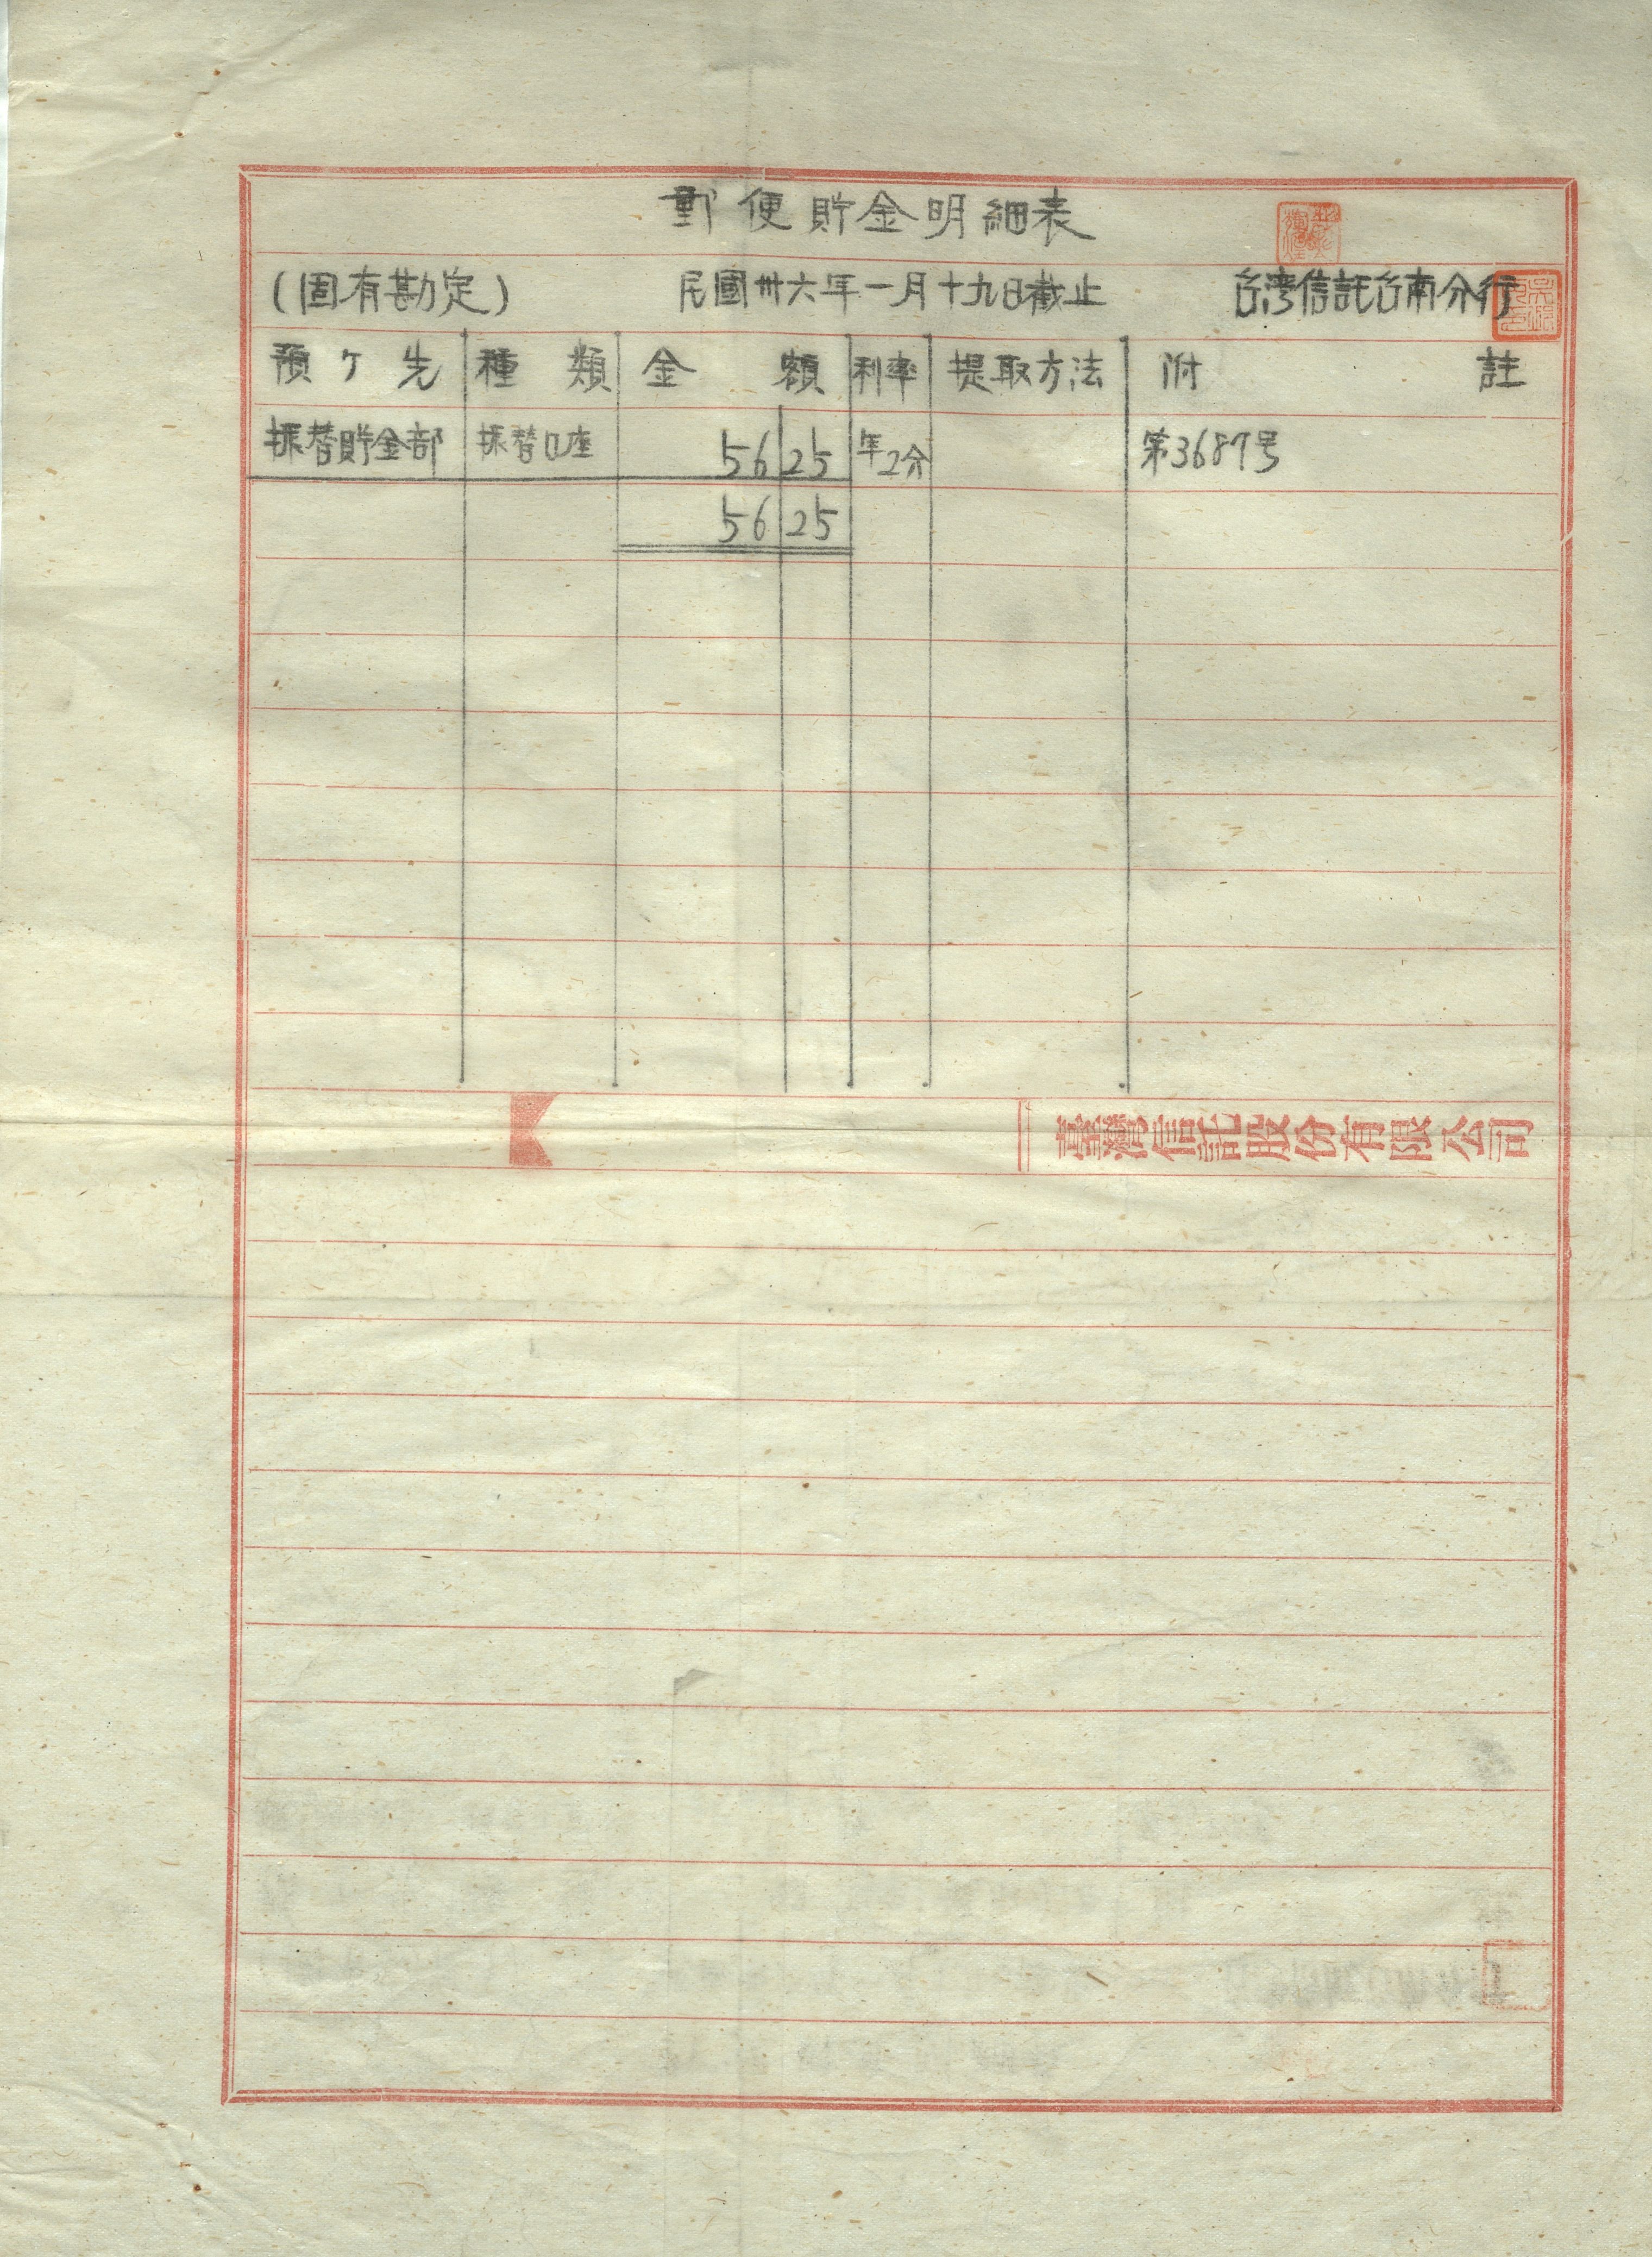 郵便貯金明細表
(固有勘定) 民國卅六年一月十九日截止 台湾信託台南分行
預ケ先 種類 金額 利率 提取方法 附註
振替貯金部 振替口座 56 25 年2分 第3687号
56 25
臺灣信託股份有限公司